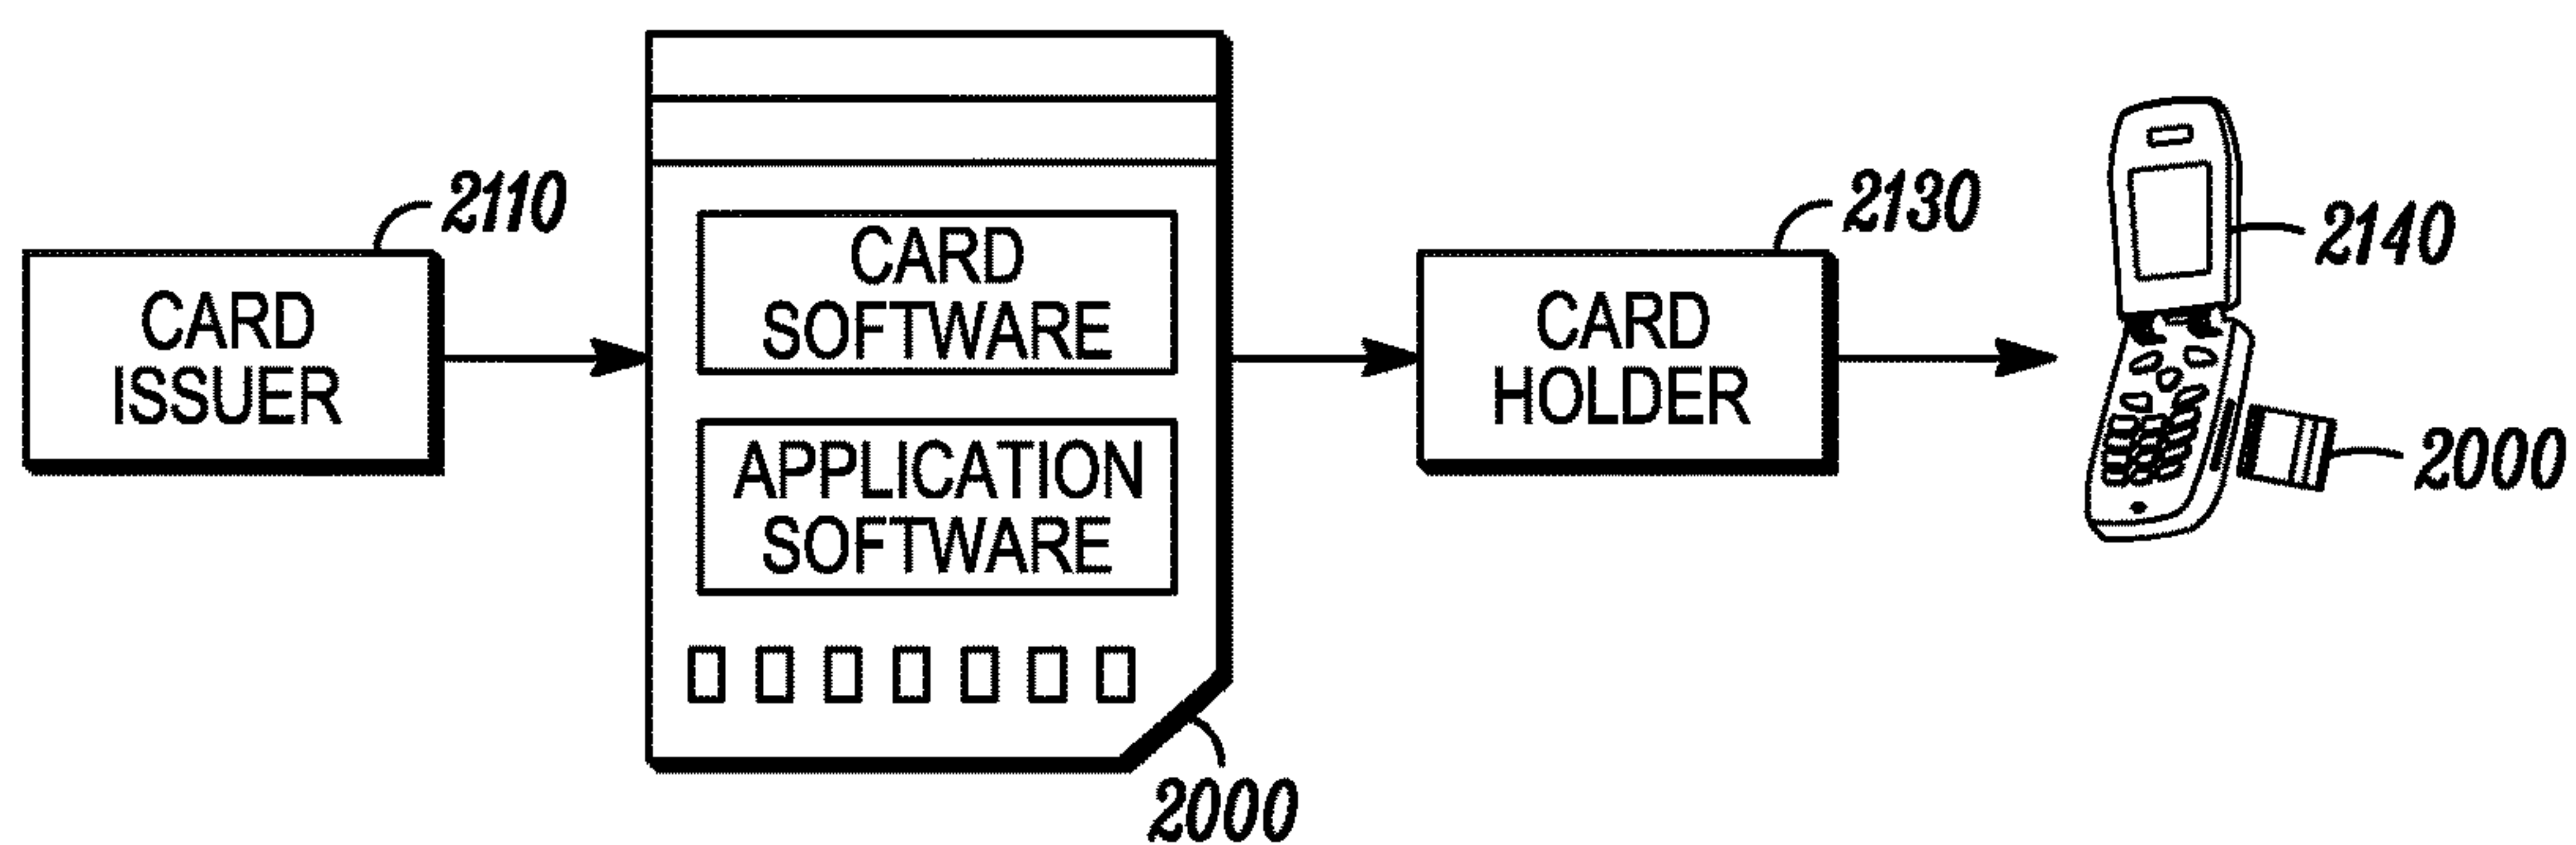 2110
CARD
ISSUER
CARD
SOFTWARE
APPLICATION
SOFTWARE
2000
2130
CARD
HOLDER
2140
2000